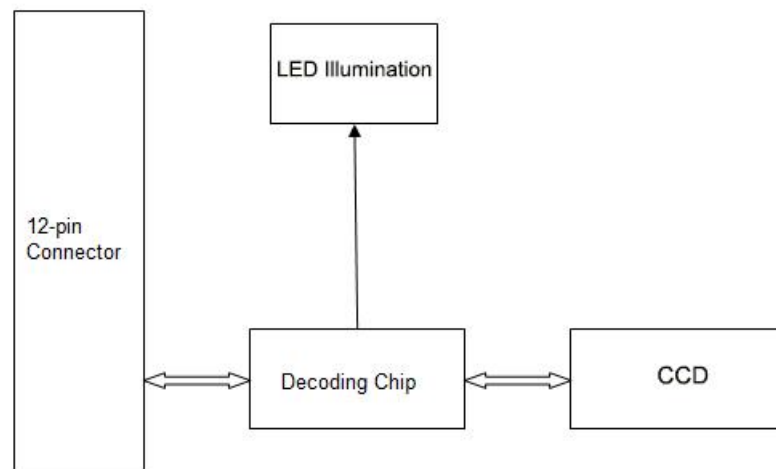 LED Illumination
12-pin
Connector
Decoding Chip
CCD